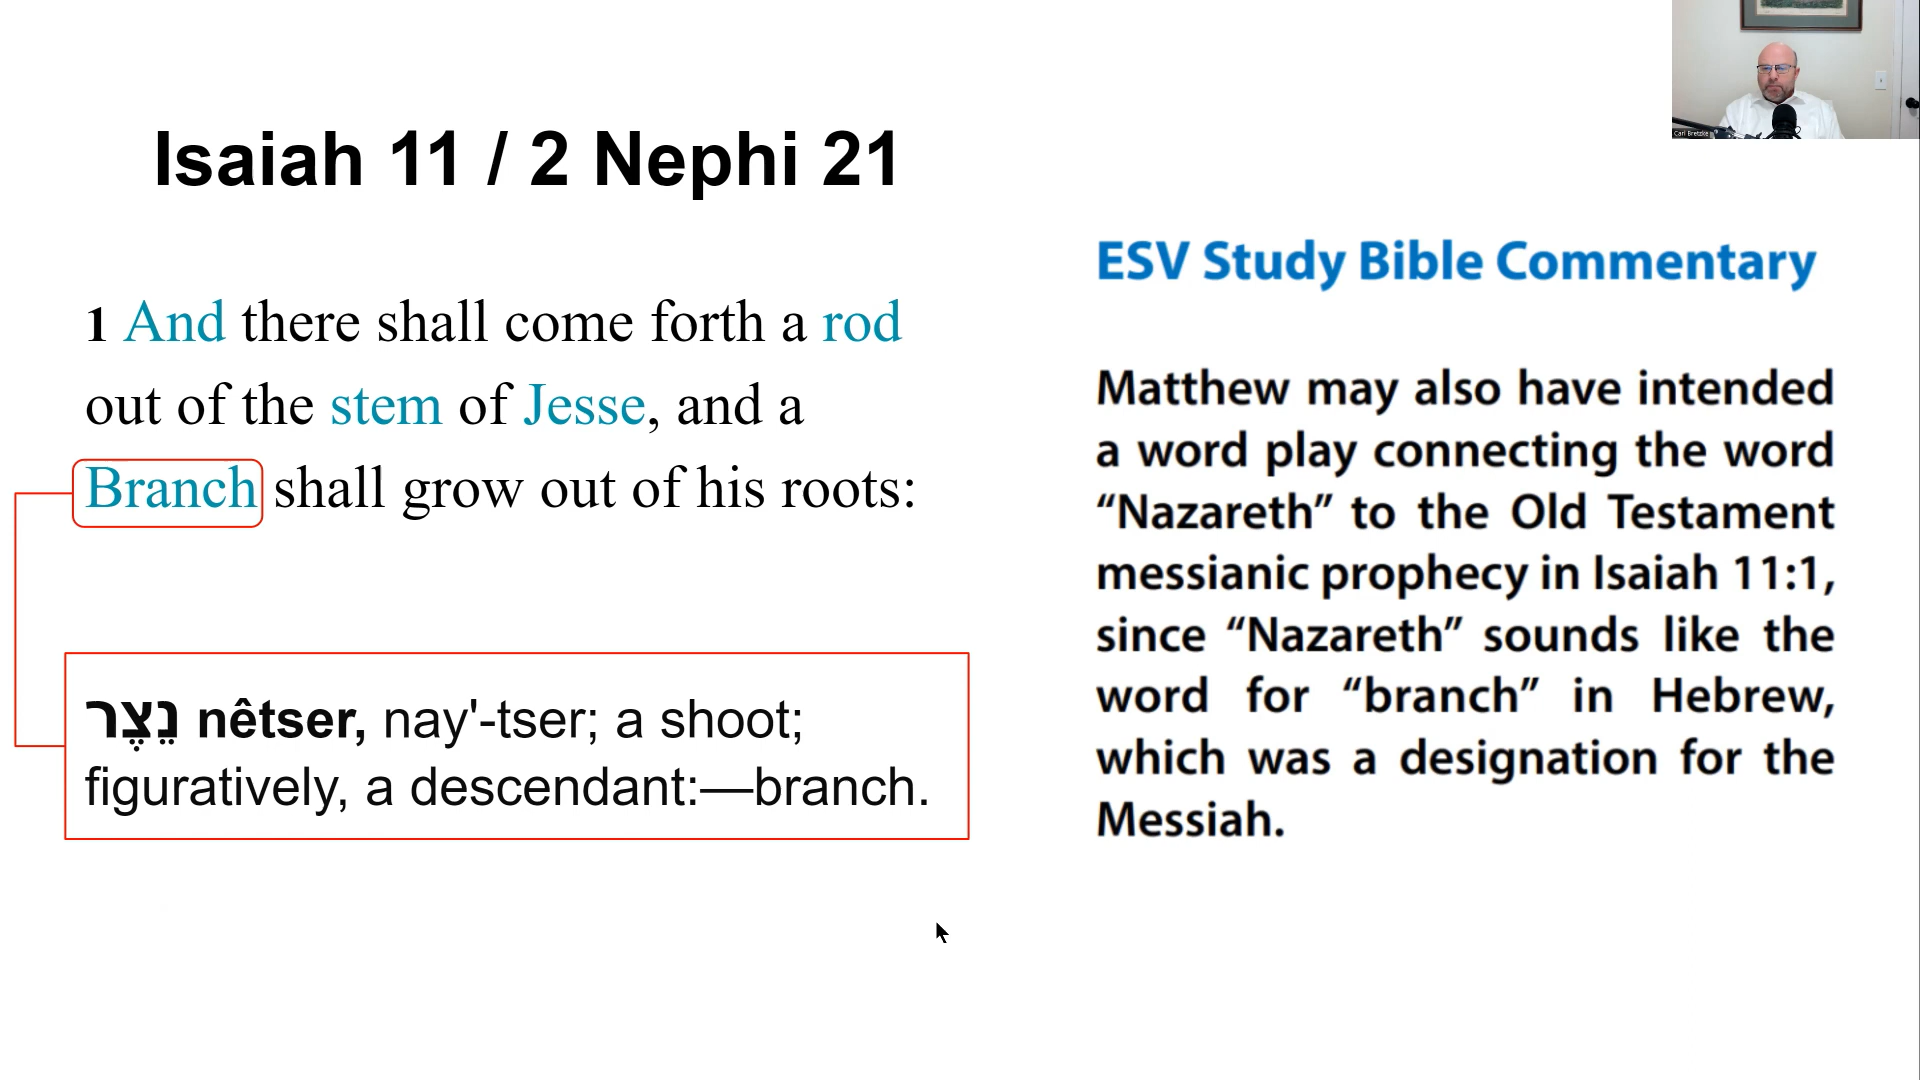 Isaiah 11 / 2 Nephi 21
1 And there shall come forth a rod
out of the stem of Jesse, and a
Branch shall grow out of his roots:
נֵצֶר nêtser, nay'-tser; a shoot;
figuratively, a descendant:—branch.
ESV Study Bible Commentary
Matthew may also have intended
a word play connecting the word
“Nazareth” to the Old Testament
messianic prophecy in Isaiah 11:1,
since “Nazareth” sounds like the
word for “branch” in Hebrew,
which was a designation for the
Messiah.
Carl Bretzke